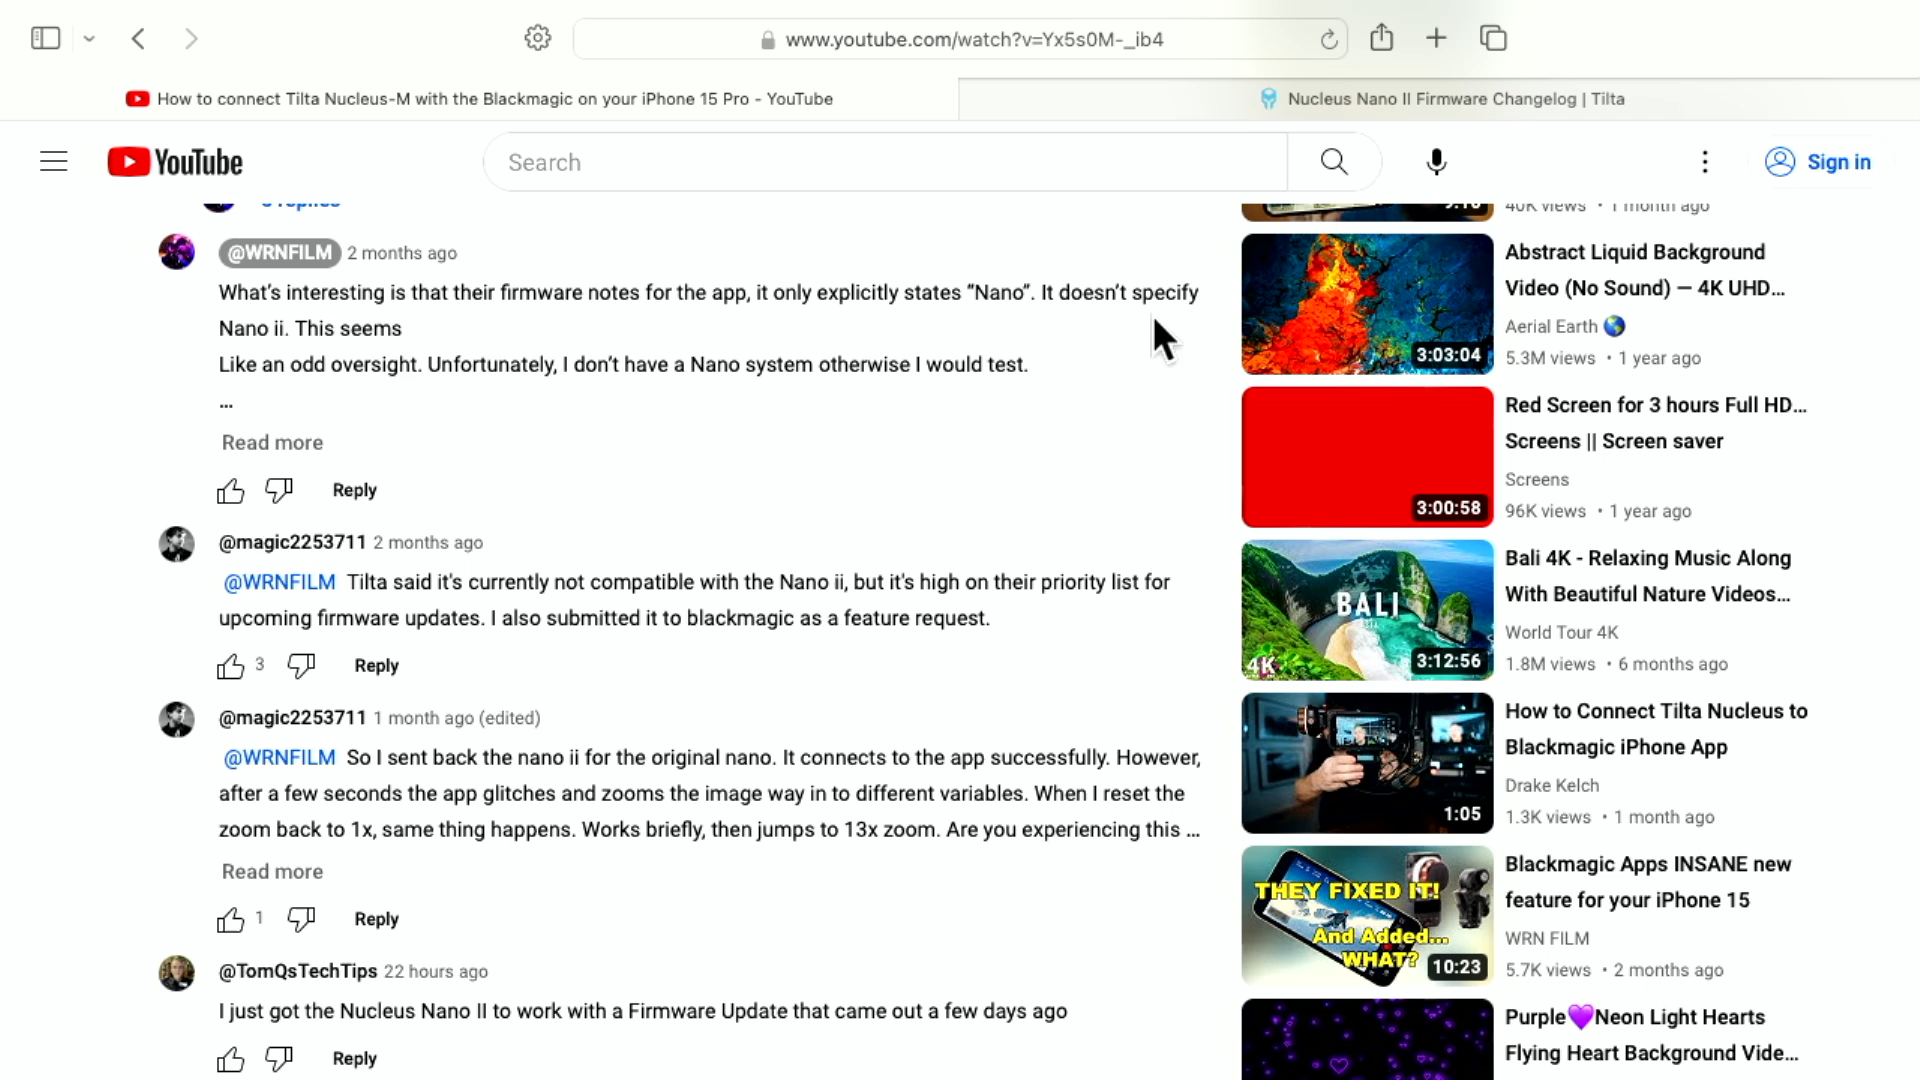 www.youtube.com/watch?v=Yx5s0M-_ib4
How to connect Tilta Nucleus-M with the Blackmagic on your iPhone 15 Pro - YouTube
Nucleus Nano II Firmware Changelog | Tilta
YouTube
Search
Sign in
replies
@WRNFILM 2 months ago
What’s interesting is that their firmware notes for the app, it only explicitly states “Nano”. It doesn’t specify
Nano ii. This seems
Like an odd oversight. Unfortunately, I don’t have a Nano system otherwise I would test.
...
Read more
Reply
@magic2253711 2 months ago
@WRNFILM Tilta said it's currently not compatible with the Nano ii, but it's high on their priority list for
upcoming firmware updates. I also submitted it to blackmagic as a feature request.
3 Reply
@magic2253711 1 month ago (edited)
@WRNFILM So I sent back the nano ii for the original nano. It connects to the app successfully. However,
after a few seconds the app glitches and zooms the image way in to different variables. When I reset the
zoom back to 1x, same thing happens. Works briefly, then jumps to 13x zoom. Are you experiencing this ...
Read more
1 Reply
@TomQsTechTips 22 hours ago
I just got the Nucleus Nano II to work with a Firmware Update that came out a few days ago
Reply
40K views • 1 month ago
3:03:04
Abstract Liquid Background
Video (No Sound) — 4K UHD...
Aerial Earth 🌎
5.3M views • 1 year ago
3:00:58
Red Screen for 3 hours Full HD...
Screens || Screen saver
Screens
96K views • 1 year ago
BALI
4K
3:12:56
Bali 4K - Relaxing Music Along
With Beautiful Nature Videos...
World Tour 4K
1.8M views • 6 months ago
1:05
How to Connect Tilta Nucleus to
Blackmagic iPhone App
Drake Kelch
1.3K views • 1 month ago
THEY FIXED IT!
And Added...
WHAT?
10:23
Blackmagic Apps INSANE new
feature for your iPhone 15
WRN FILM
5.7K views • 2 months ago
Purple💜Neon Light Hearts
Flying Heart Background Vide...